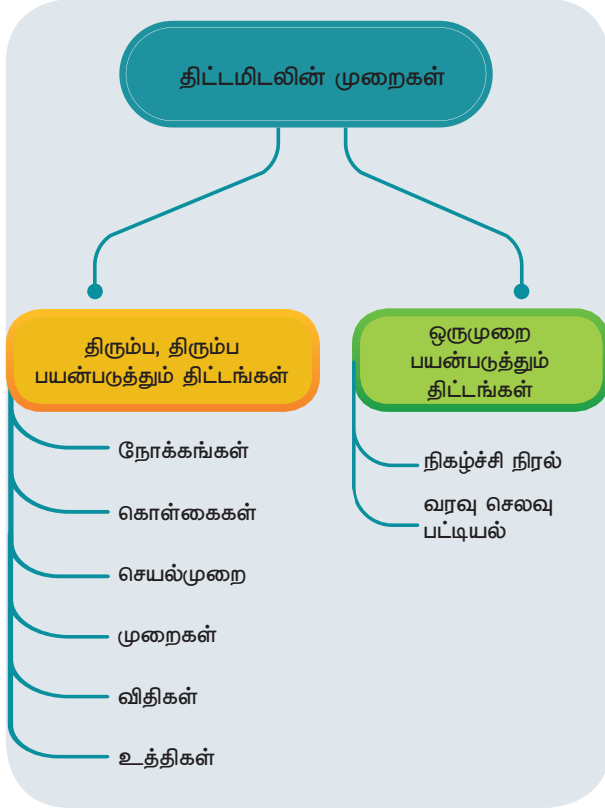 திட்டமிடலின் முறைகள்
திரும்ப, திரும்ப
பயன்படுத்தும் திட்டங்கள்
நோக்கங்கள்
கொள்கைகள்
செயல்முறை
முறைகள்
விதிகள்
உத்திகள்
ஒருமுறை
பயன்படுத்தும்
திட்டங்கள்
நிகழ்ச்சி நிரல்
வரவு செலவு
பட்டியல்